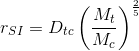 r_{SI} = D_{tc} \left( \frac{M_t}{M_c} \right)^{\frac{2}{5}}